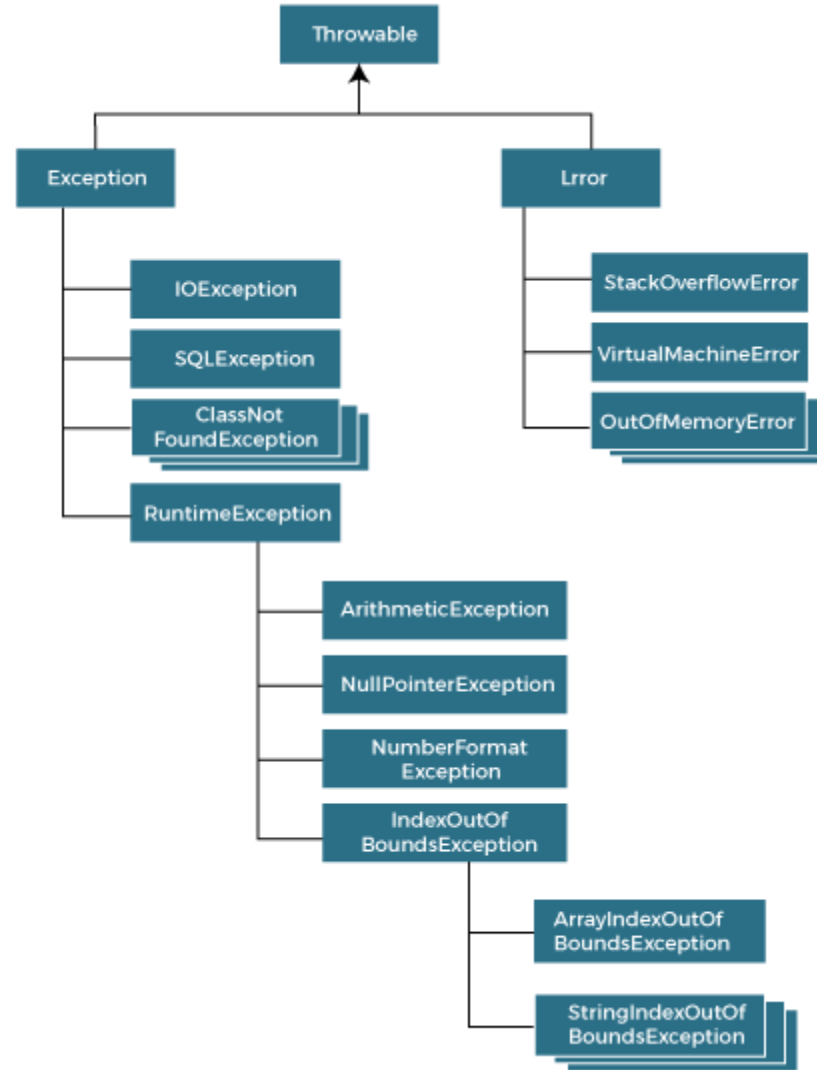 Throwable
Exception
Lrror
IOException
StackOverflowError
SQLException
VirtualMachineError
ClassNot
FoundException
OutOfMemoryError
RuntimeException
ArithmeticException
NullPointerException
NumberFormat
Exception
IndexOutOf
BoundsException
ArrayIndexOutOf
BoundsException
StringIndexOutOf
BoundsException